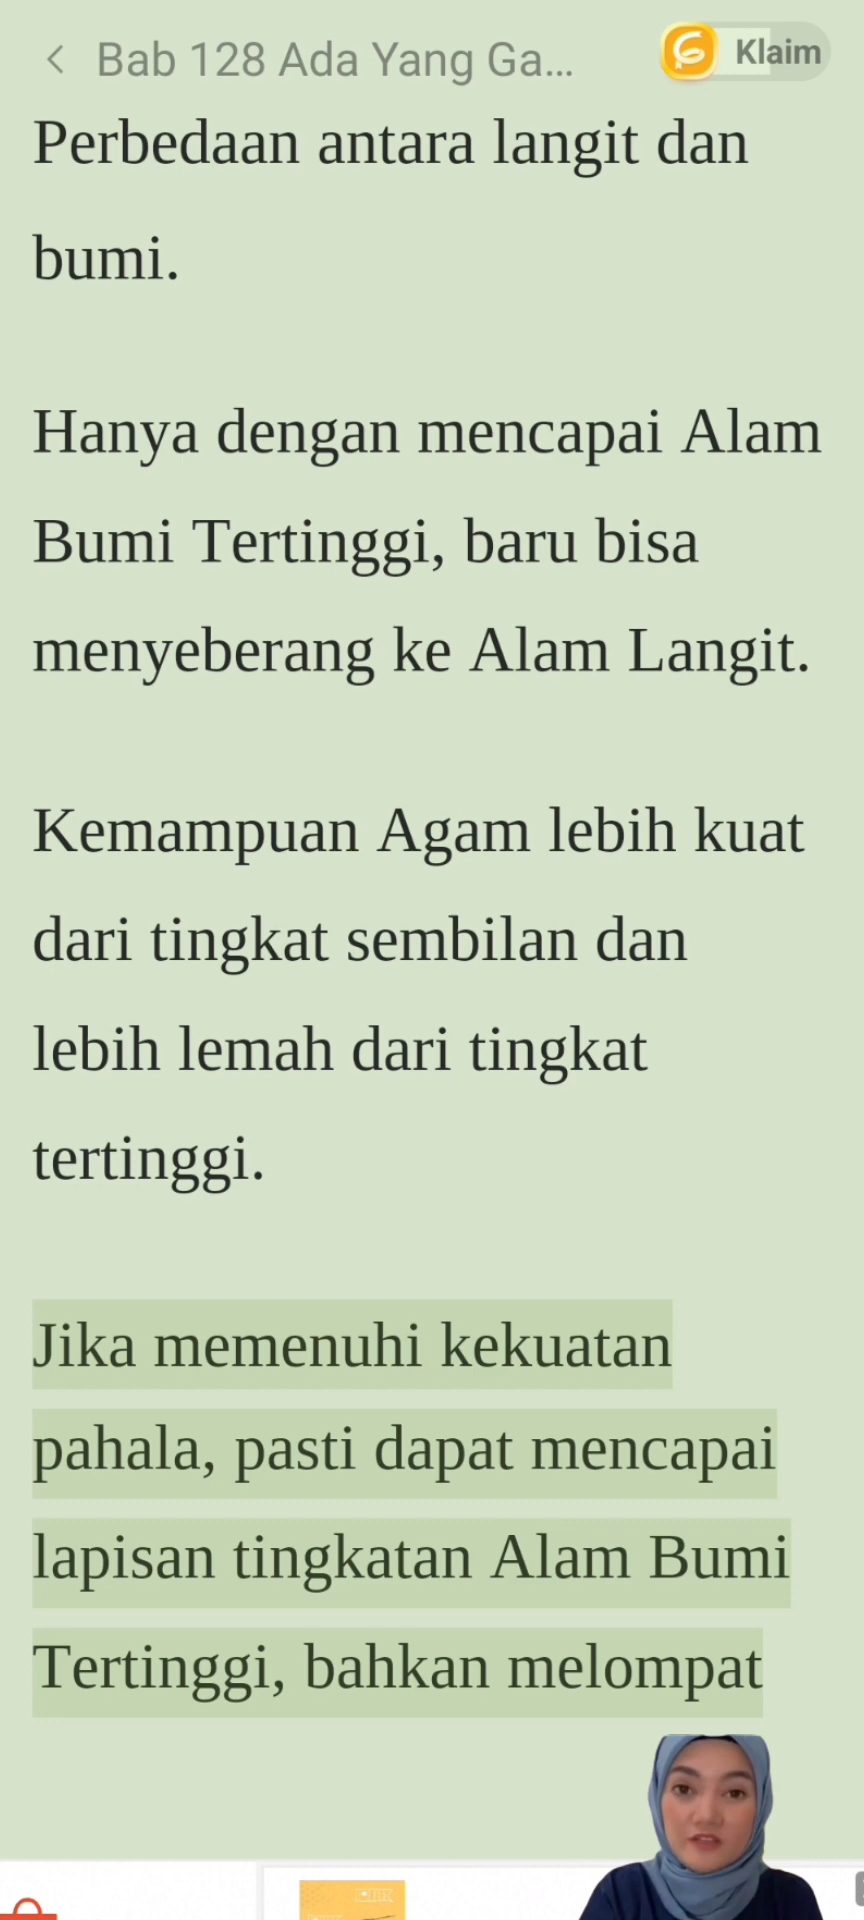 Bab 128 Ada Yang Ga...
Klaim
Perbedaan antara langit dan
bumi.
Hanya dengan mencapai Alam
Bumi Tertinggi, baru bisa
menyeberang ke Alam Langit.
Kemampuan Agam lebih kuat
dari tingkat sembilan dan
lebih lemah dari tingkat
tertinggi.
Jika memenuhi kekuatan
pahala, pasti dapat mencapai
lapisan tingkatan Alam Bumi
Tertinggi, bahkan melompat